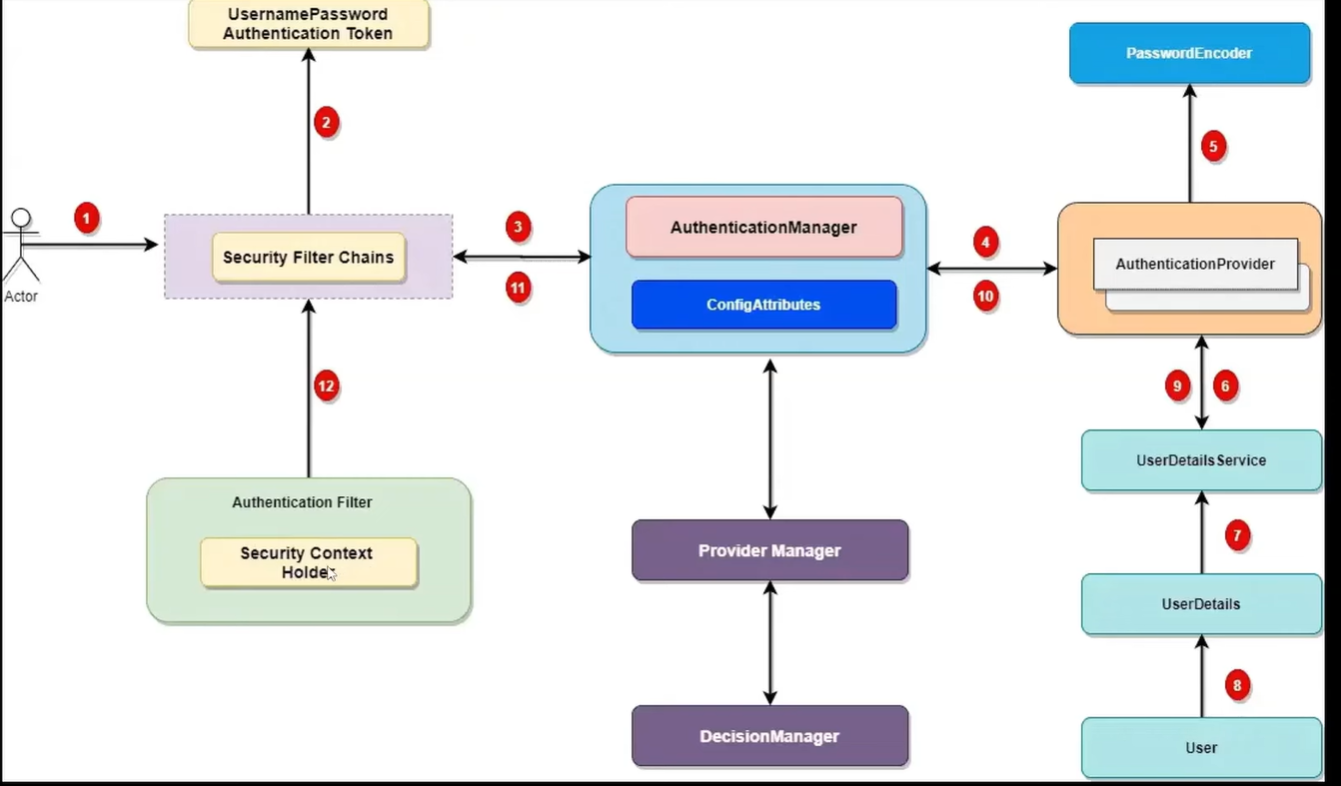 UsernamePassword
Authentication Token
PasswordEncoder
2
5
1
3
AuthenticationManager
4
Security Filter Chains
AuthenticationProvider
11
ConfigAttributes
10
Actor
12
9
6
UserDetailsService
Authentication Filter
Security Context
Holder
Provider Manager
7
UserDetails
8
DecisionManager
User